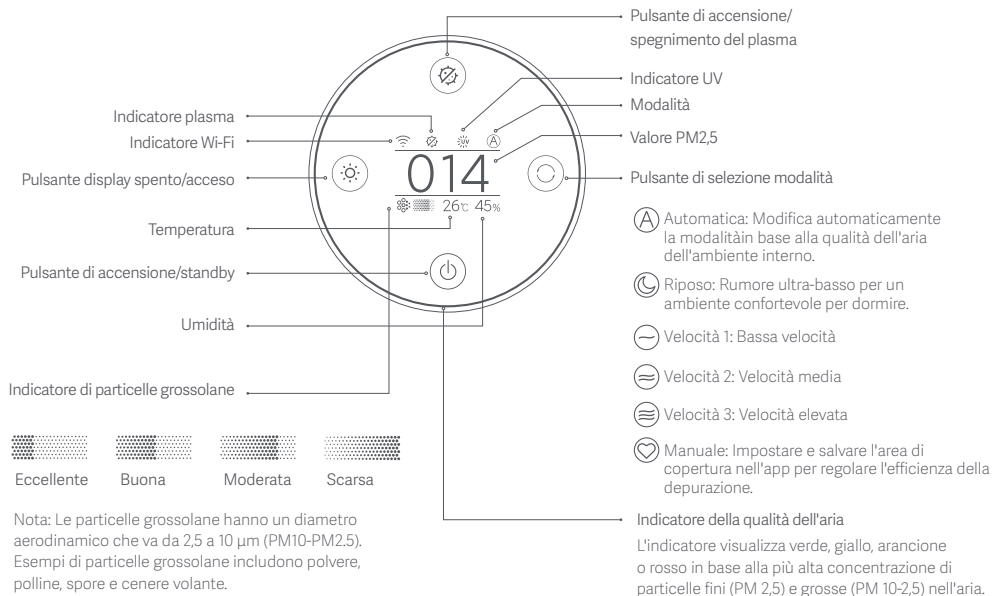 Pulsante di accensione/
spegnimento del plasma
Indicatore UV
Modalità
Valore PM2,5
Pulsante di selezione modalità
Indicatore plasma
Indicatore Wi-Fi
Pulsante display spento/acceso
Temperatura
Pulsante di accensione/standby
Umidità
Indicatore di particelle grossolane
UV
A
014
26℃ 45%
A Automatica: Modifica automaticamente
la modalitàin base alla qualità dell'aria
dell'ambiente interno.
Riposo: Rumore ultra-basso per un
ambiente confortevole per dormire.
Velocità 1: Bassa velocità
Velocità 2: Velocità media
Velocità 3: Velocità elevata
Manuale: Impostare e salvare l'area di
copertura nell'app per regolare l'efficienza della
depurazione.
Eccellente Buona Moderata Scarsa
Nota: Le particelle grossolane hanno un diametro
aerodinamico che va da 2,5 a 10 µm (PM10-PM2.5).
Esempi di particelle grossolane includono polvere,
polline, spore e cenere volante.
Indicatore della qualità dell'aria
L'indicatore visualizza verde, giallo, arancione
o rosso in base alla più alta concentrazione di
particelle fini (PM 2,5) e grosse (PM 10-2,5) nell'aria.